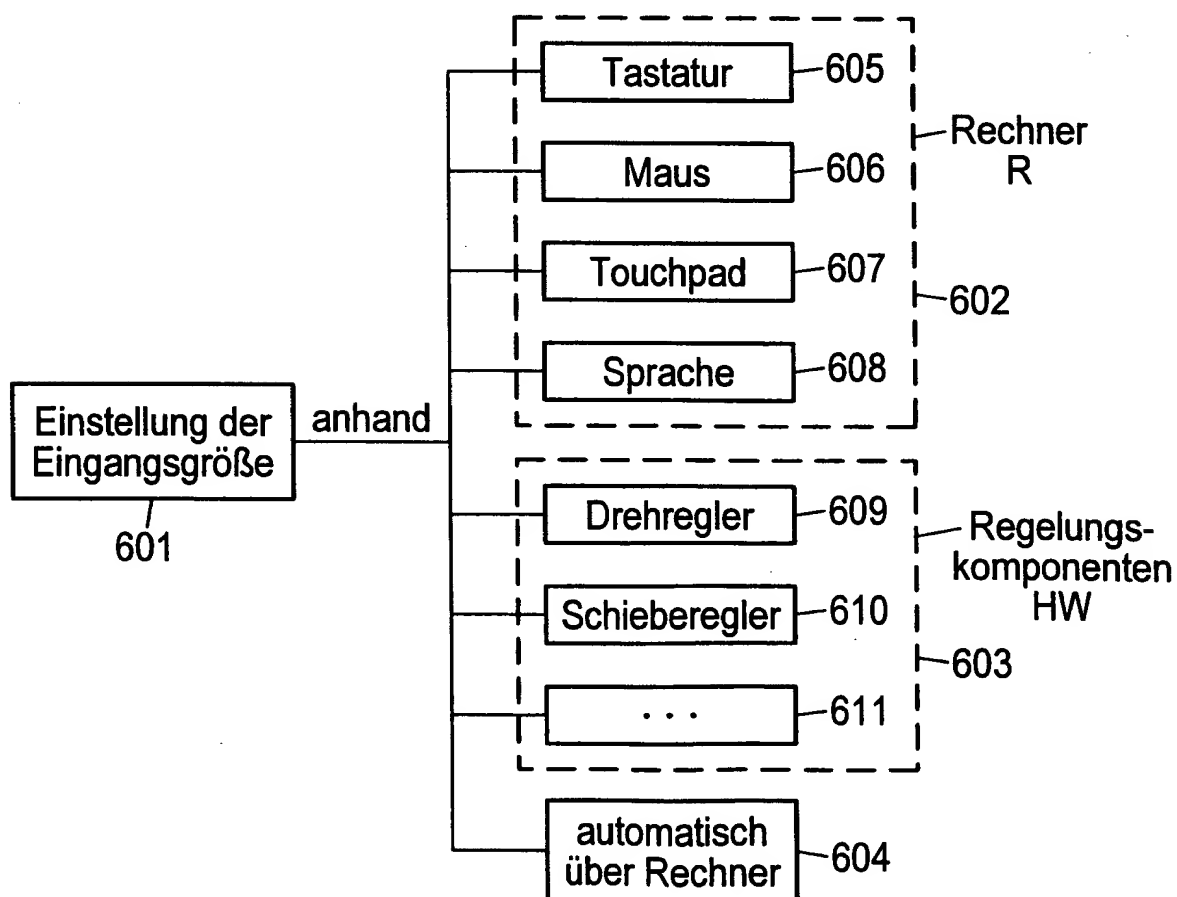 Tastatur
605
Maus
606
Touchpad
607
Sprache
608
Rechner
R
602
Einstellung der
Eingangsgröße
601
anhand
Drehregler
609
Schieberegler
610
. . .
611
Regelungs-
komponenten
HW
603
automatisch
über Rechner
604